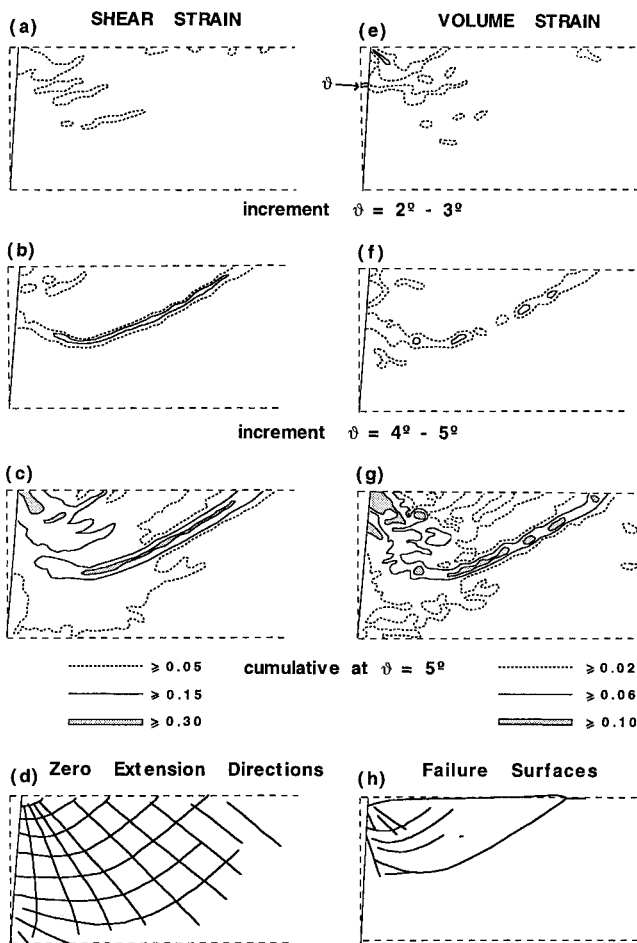 SHEAR STRAIN
VOLUME STRAIN
(a)
(e)
ϑ
increment ϑ = 2º - 3º
(b)
(f)
increment ϑ = 4º - 5º
(c)
(g)
⩾ 0.05
cumulative at ϑ = 5º
⩾ 0.02
⩾ 0.15
⩾ 0.06
⩾ 0.30
⩾ 0.10
(d) Zero Extension Directions
(h) Failure Surfaces